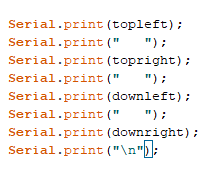 Serial.print(topleft);
Serial.print("   ");
Serial.print(topright);
Serial.print("   ");
Serial.print(downleft);
Serial.print("   ");
Serial.print(downright);
Serial.print("\n");